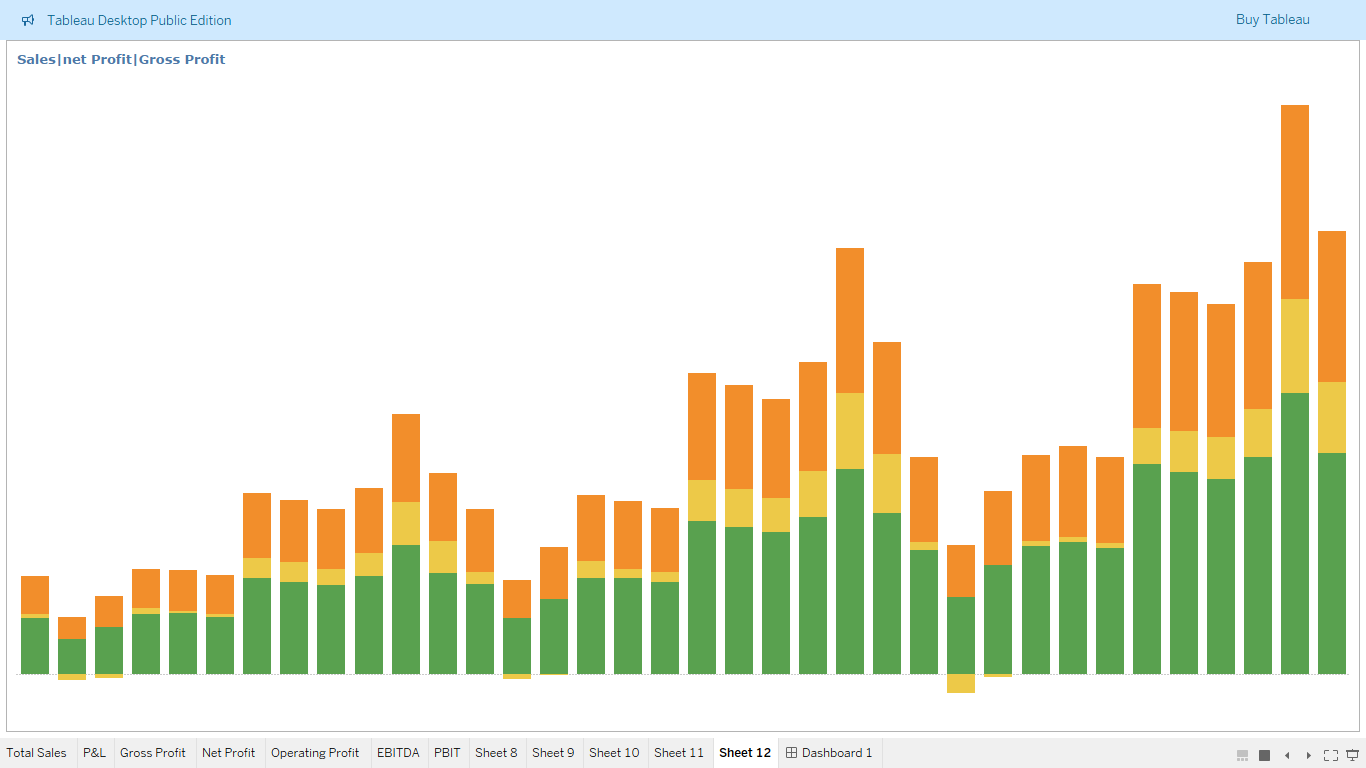 Tableau Desktop Public Edition
Buy Tableau
Sales|net Profit|Gross Profit
Total Sales P&L Gross Profit Net Profit Operating Profit EBITDA PBIT Sheet 8 Sheet 9 Sheet 10 Sheet 11 Sheet 12 Dashboard 1